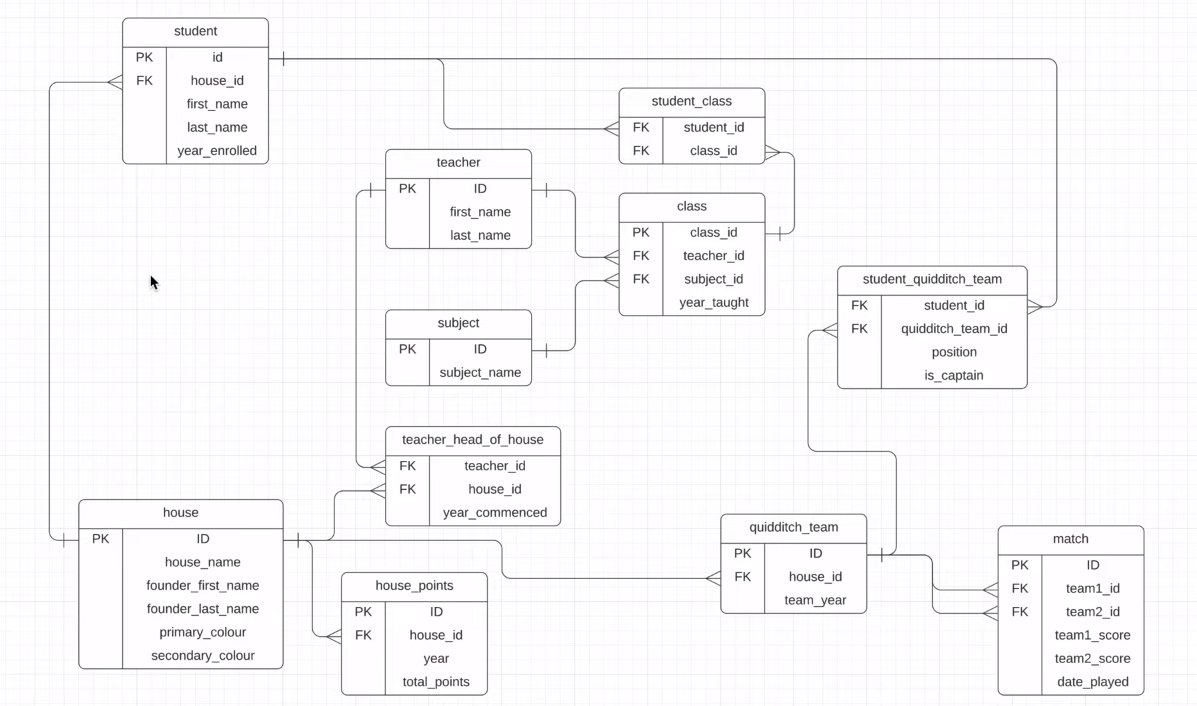 student
PK id
FK house_id
first_name
last_name
year_enrolled
student_class
FK student_id
FK class_id
teacher
PK ID
first_name
last_name
class
PK class_id
FK teacher_id
FK subject_id
year_taught
student_quidditch_team
FK student_id
FK quidditch_team_id
position
is_captain
subject
PK ID
subject_name
teacher_head_of_house
FK teacher_id
FK house_id
year_commenced
house
PK ID
house_name
founder_first_name
founder_last_name
primary_colour
secondary_colour
house_points
PK ID
FK house_id
year
total_points
quidditch_team
PK ID
FK house_id
team_year
match
PK ID
FK team1_id
FK team2_id
team1_score
team2_score
date_played